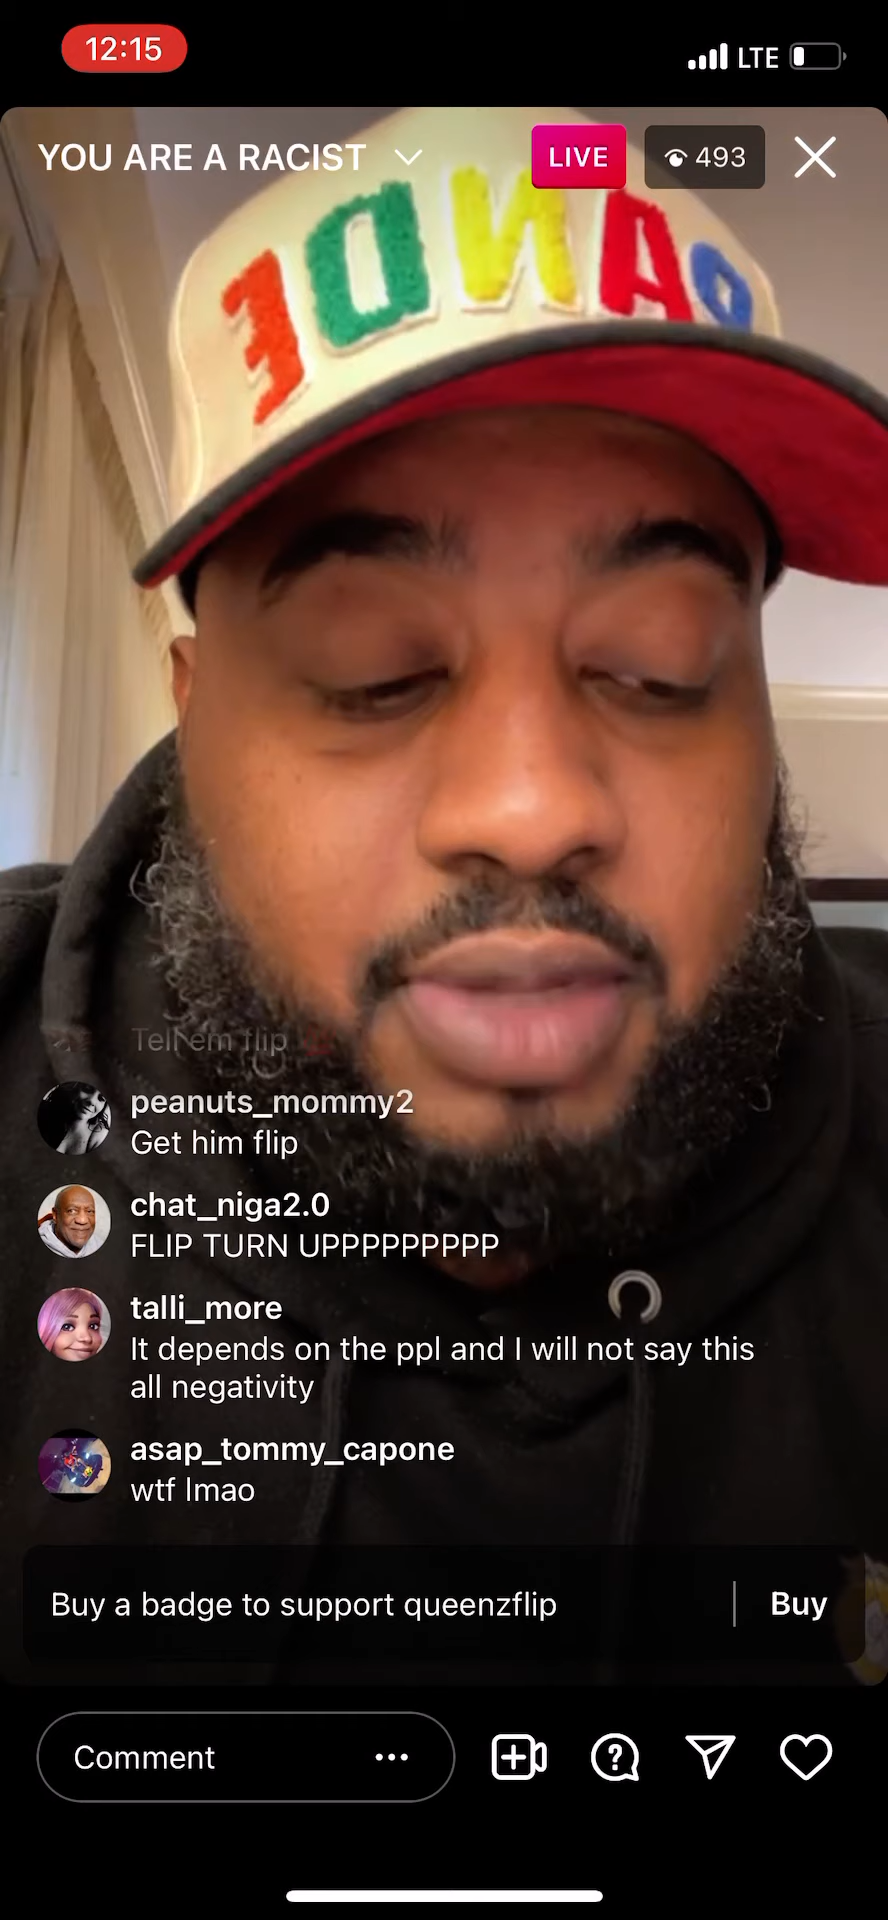 12:15
LTE
YOU ARE A RACIST
LIVE
493
PANDE
Tell em flip
peanuts_mommy2
Get him flip
chat_niga2.0
FLIP TURN UPPPPPPPPP
talli_more
It depends on the ppl and I will not say this
all negativity
asap_tommy_capone
wtf lmao
Buy a badge to support queenzflip
Buy
Comment